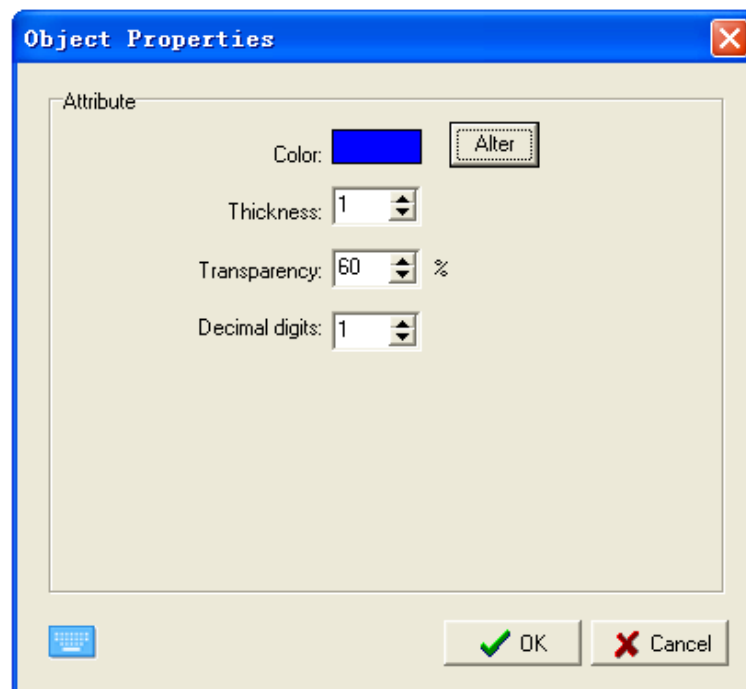 Object Properties
Attribute
Color: Alter
Thickness: 1
Transparency: 60 %
Decimal digits: 1
OK Cancel